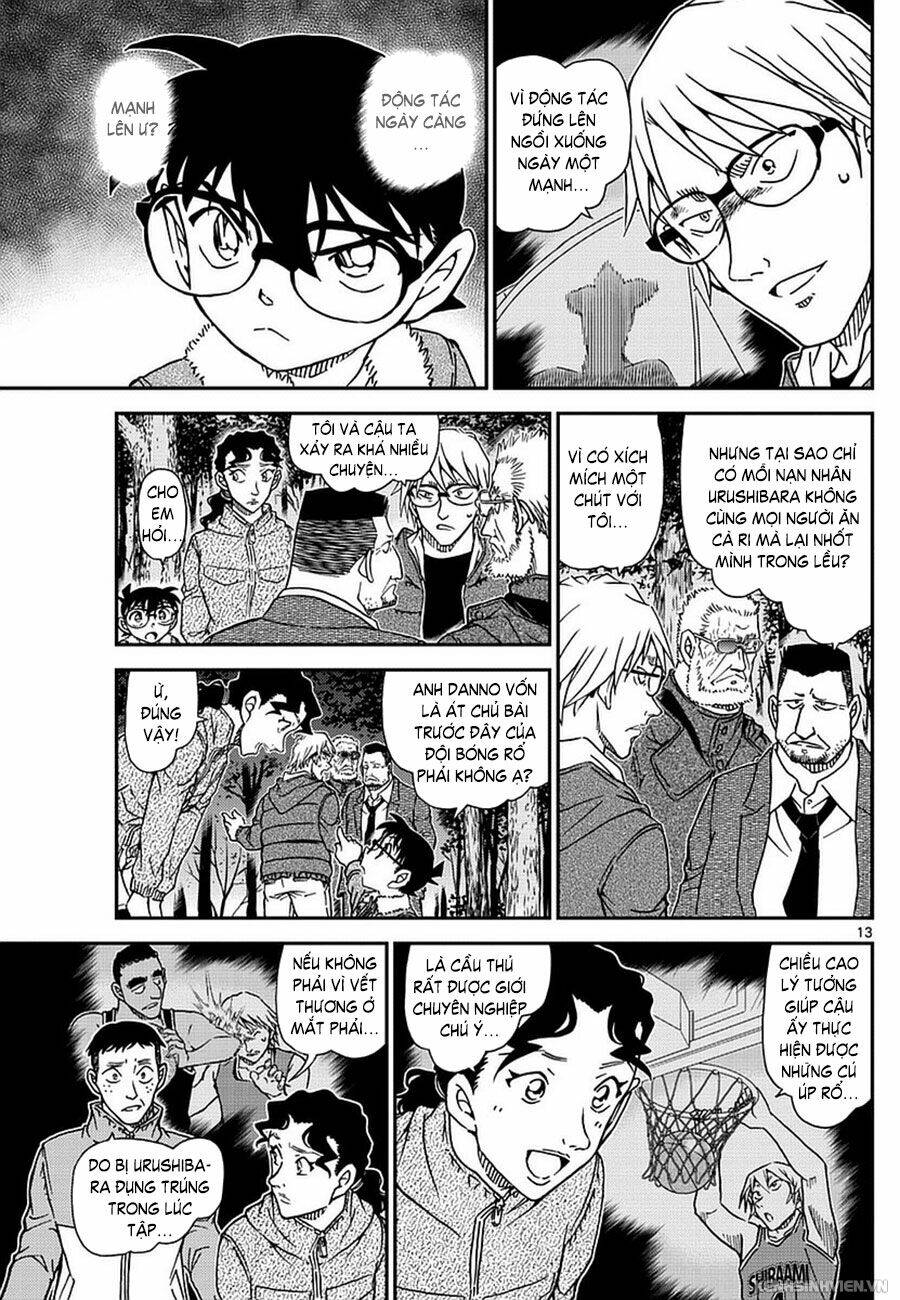 VÌ ĐỘNG TÁC
ĐỨNG LÊN
NGỒI XUỐNG
NGÀY MỘT
MẠNH...
ĐỘNG TÁC
NGÀY CÀNG
...
MẠNH
LÊN Ư?
NHƯNG TẠI SAO CHỈ
CÓ MỖI NẠN NHÂN
URUSHIBARA KHÔNG
CÙNG MỌI NGƯỜI ĂN
CÀ RI MÀ LẠI NHỐT
MÌNH TRONG LỀU?
VÌ CÓ XÍCH
MÍCH MỘT
CHÚT VỚI
TÔI...
TÔI VÀ CẬU TA
XẢY RA KHÁ NHIỀU
CHUYỆN...
CHO
EM
HỎI...
ANH DANNO VỐN
LÀ ÁT CHỦ BÀI
TRƯỚC ĐÂY CỦA
ĐỘI BÓNG RỔ
PHẢI KHÔNG Ạ?
Ừ,
ĐÚNG
VẬY!
13
CHIỀU CAO
LÝ TƯỞNG
GIÚP CẬU
ẤY THỰC
HIỆN ĐƯỢC
NHỮNG CÚ
ÚP RỔ...
LÀ CẦU THỦ
RẤT ĐƯỢC GIỚI
CHUYÊN NGHIỆP
CHÚ Ý...
NẾU KHÔNG
PHẢI VÌ VẾT
THƯƠNG Ở
MẮT PHẢI...
DO BỊ URUSHIBA-
RA ĐỤNG TRÚNG
TRONG LÚC
TẬP...
SHIRAAMI
KENHSINHVIEN.VN